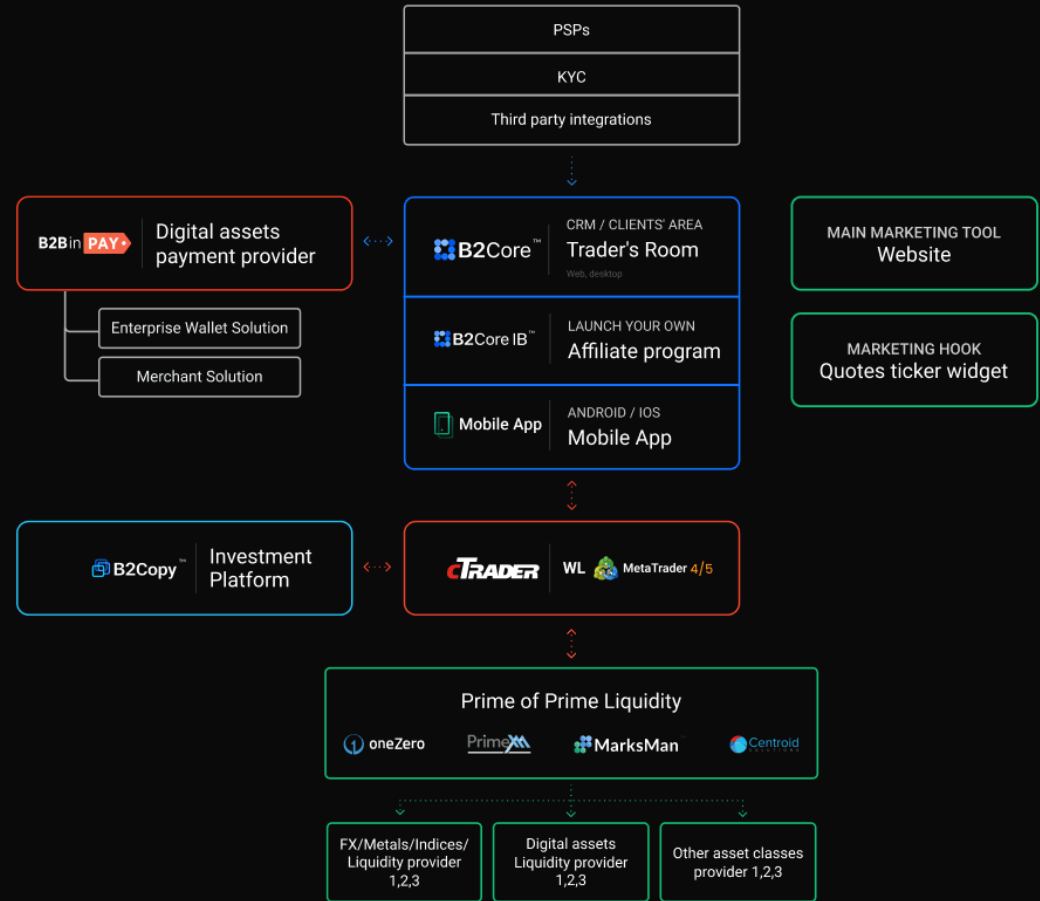 PSPs
KYC
Third party integrations
B2BinPAY
Digital assets
payment provider
Enterprise Wallet Solution
Merchant Solution
B2Core™
CRM / CLIENTS' AREA
Trader's Room
Web, desktop
B2Core IB™
LAUNCH YOUR OWN
Affiliate program
Mobile App
ANDROID / IOS
Mobile App
MAIN MARKETING TOOL
Website
MARKETING HOOK
Quotes ticker widget
B2Copy™
Investment
Platform
cTRADER
WL MetaTrader 4/5
Prime of Prime Liquidity
oneZero
PrimeXM
MarksMan
Centroid
SOLUTIONS
FX/Metals/Indices/
Liquidity provider
1,2,3
Digital assets
Liquidity provider
1,2,3
Other asset classes
provider 1,2,3